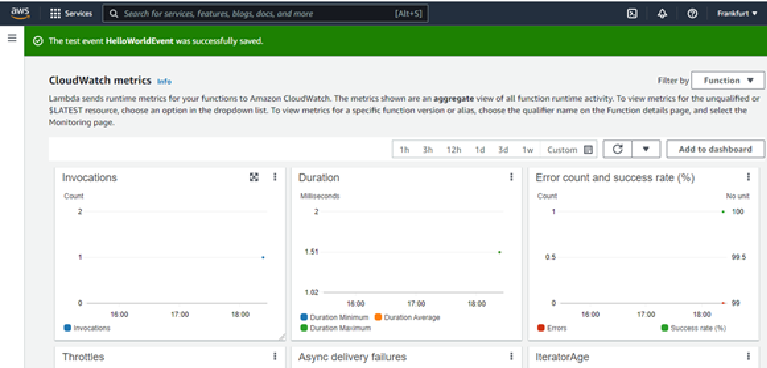 aws Services Search for services, features, blogs, docs, and more [Alt+S] Frankfurt
The test event HelloWorldEvent was successfully saved.
CloudWatch metrics Info
Filter by Function
Lambda sends runtime metrics for your functions to Amazon CloudWatch. The metrics shown are an aggregate view of all function runtime activity. To view metrics for the unqualified or
$LATEST resource, choose an option in the dropdown list. To view metrics for a specific function version or alias, choose the qualifier name on the Function details page, and select the
Monitoring page.
1h 3h 12h 1d 3d 1w Custom Add to dashboard
Invocations
Count
2
1
0
16:00 17:00 18:00
Invocations
Duration
Milliseconds
2
1.51
1.02
16:00 17:00 18:00
Duration Minimum Duration Average
Duration Maximum
Error count and success rate (%)
Count No unit
1 100
0.5 99.5
0 99
16:00 17:00 18:00
Errors Success rate (%)
Throttles
Async delivery failures
IteratorAge